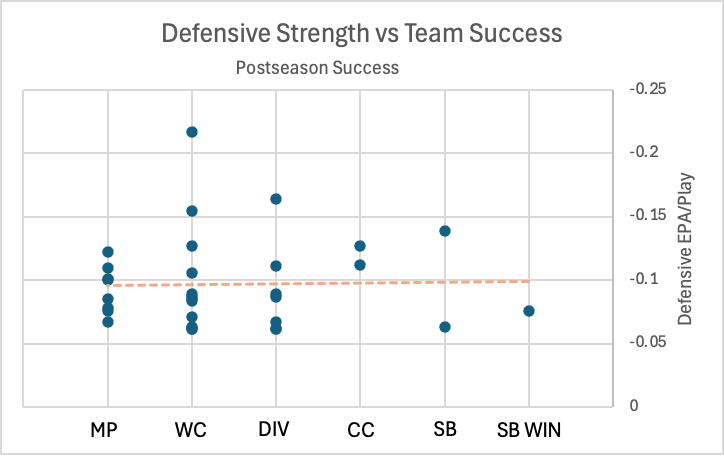 Defensive Strength vs Team Success
Postseason Success
-0.25
-0.2
-0.15
-0.1
-0.05
0
Defensive EPA/Play
MP WC DIV CC SB SB WIN